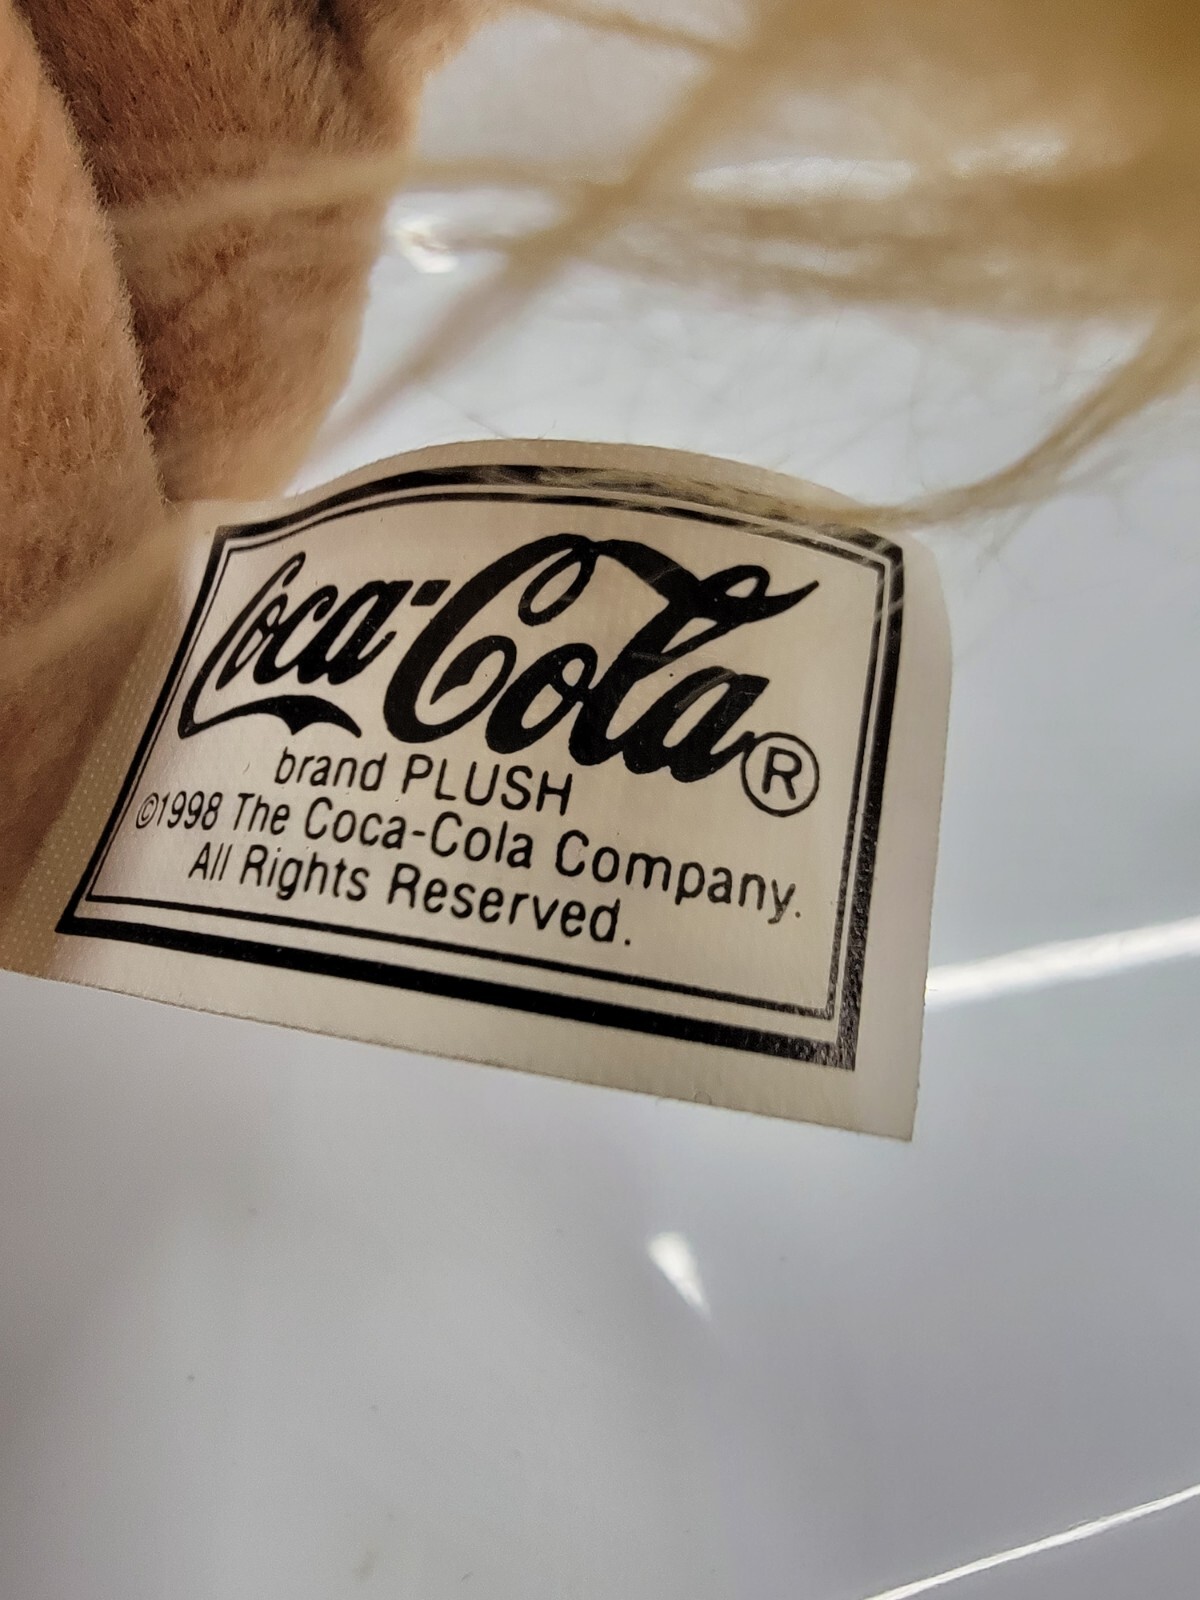 Coca-Cola®
brand PLUSH
©1998 The Coca-Cola Company.
All Rights Reserved.